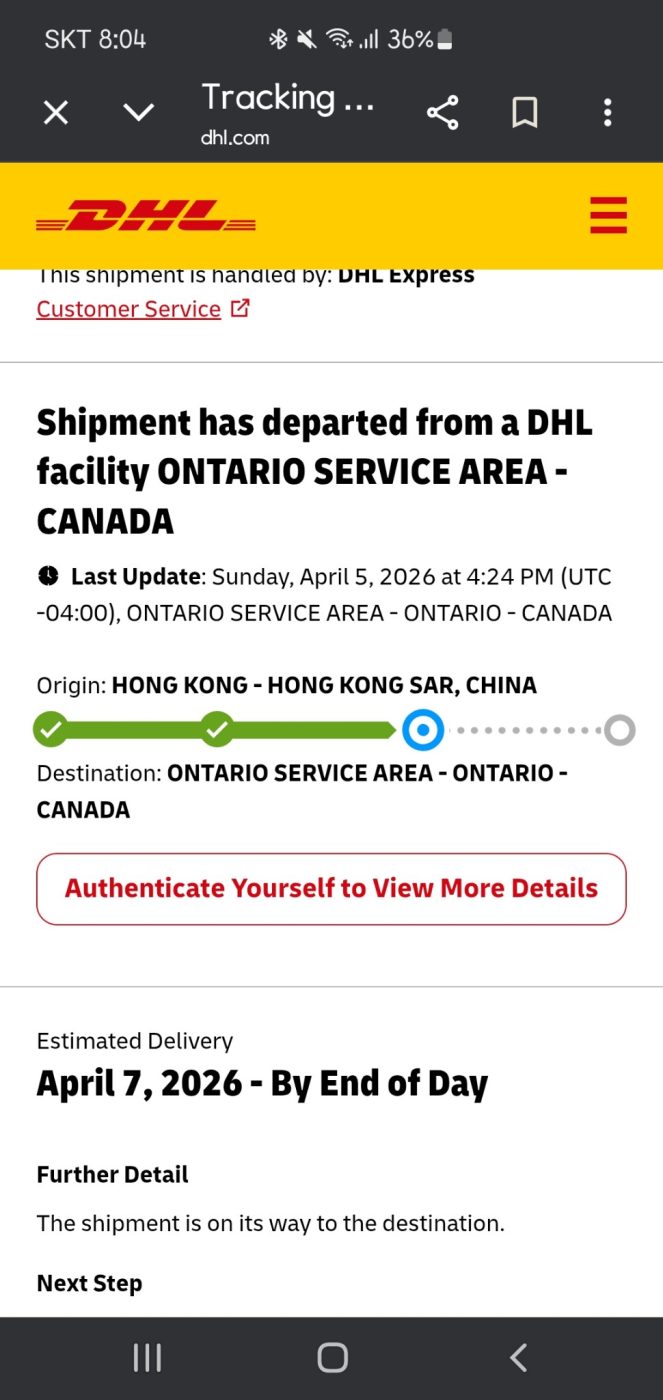 SKT 8:04 36%
Tracking ...
dhl.com
DHL
This shipment is handled by: DHL Express
Customer Service
Shipment has departed from a DHL
facility ONTARIO SERVICE AREA -
CANADA
Last Update: Sunday, April 5, 2026 at 4:24 PM (UTC
-04:00), ONTARIO SERVICE AREA - ONTARIO - CANADA
Origin: HONG KONG - HONG KONG SAR, CHINA
Destination: ONTARIO SERVICE AREA - ONTARIO -
CANADA
Authenticate Yourself to View More Details
Estimated Delivery
April 7, 2026 - By End of Day
Further Detail
The shipment is on its way to the destination.
Next Step